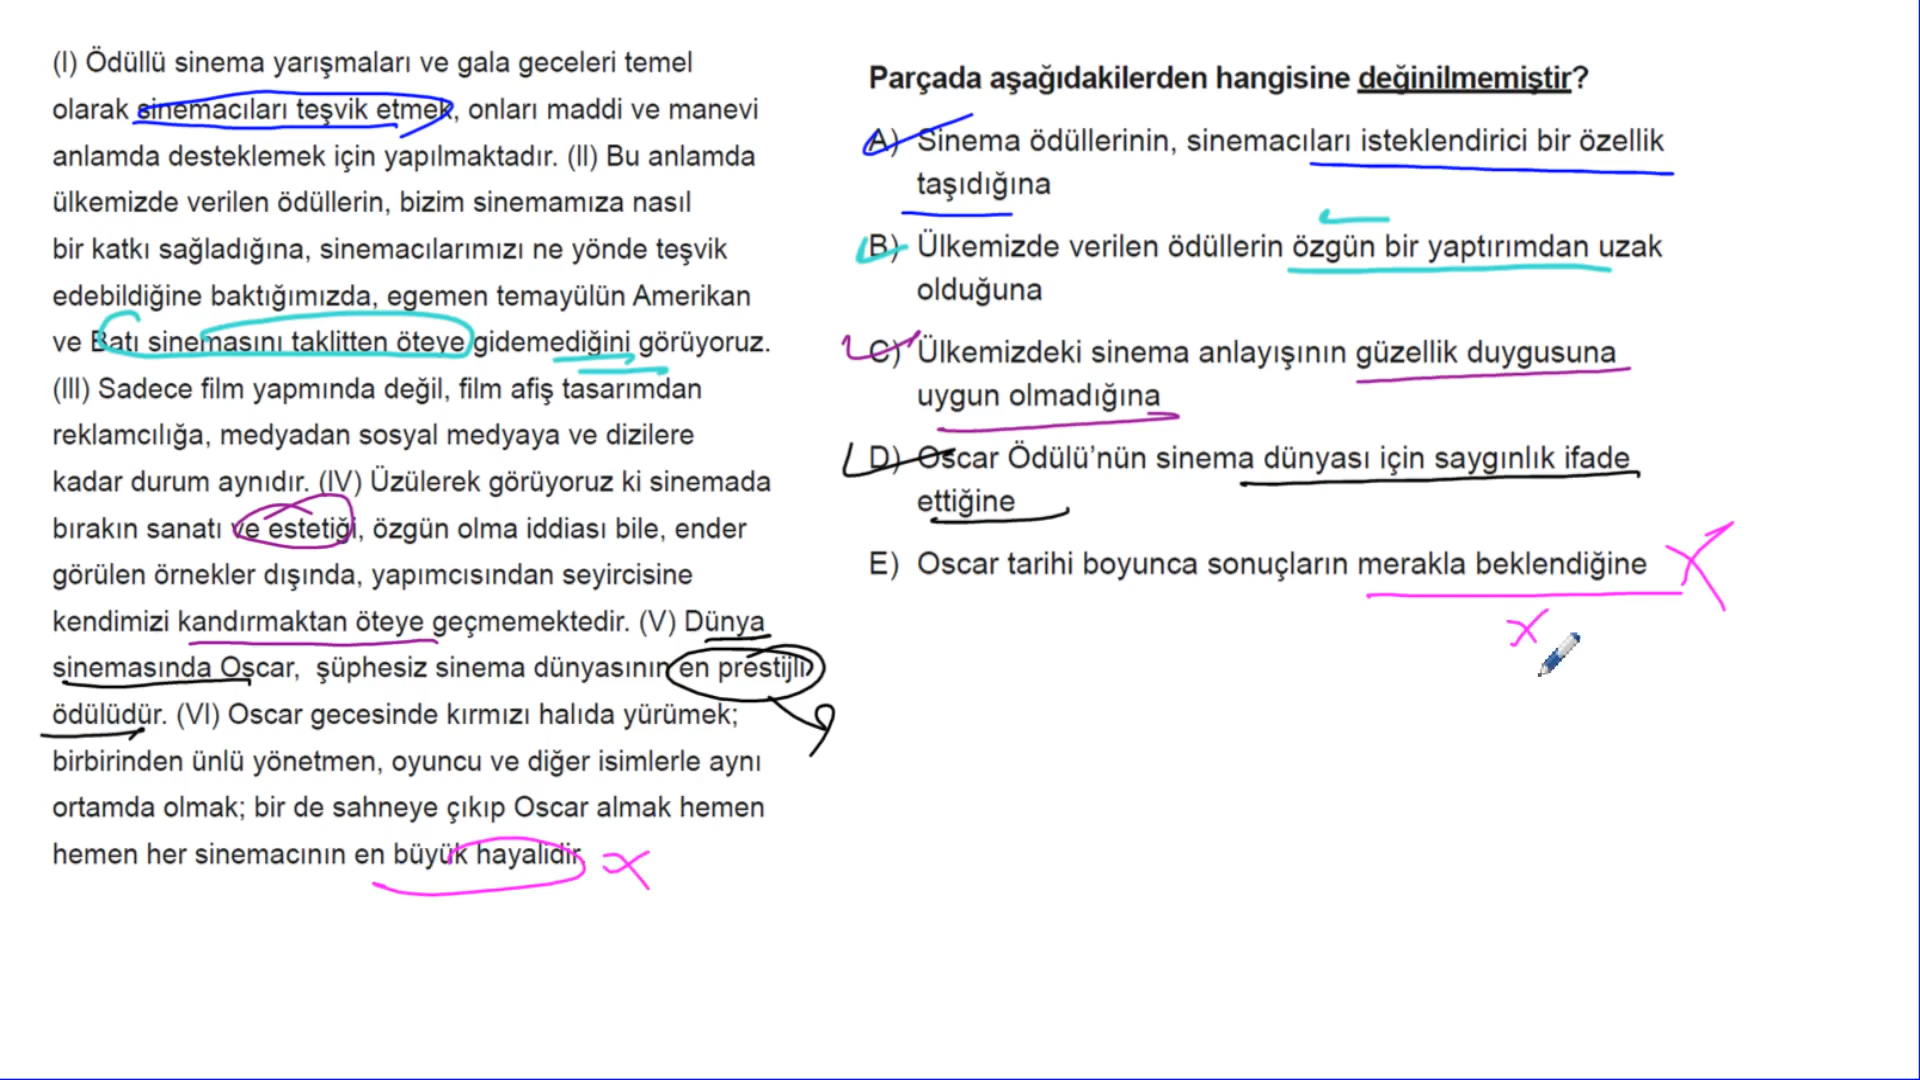 (I) Ödüllü sinema yarışmaları ve gala geceleri temel
olarak sinemacıları teşvik etmek, onları maddi ve manevi
anlamda desteklemek için yapılmaktadır. (II) Bu anlamda
ülkemizde verilen ödüllerin, bizim sinemamıza nasıl
bir katkı sağladığına, sinemacılarımızı ne yönde teşvik
edebildiğine baktığımızda, egemen temayülün Amerikan
ve Batı sinemasını taklitten öteye gidemediğini görüyoruz.
(III) Sadece film yapmında değil, film afiş tasarımdan
reklamcılığa, medyadan sosyal medyaya ve dizilere
kadar durum aynıdır. (IV) Üzülerek görüyoruz ki sinemada
bırakın sanatı ve estetiği, özgün olma iddiası bile, ender
görülen örnekler dışında, yapımcısından seyircisine
kendimizi kandırmaktan öteye geçmemektedir. (V) Dünya
sinemasında Oscar, şüphesiz sinema dünyasının en prestijli
ödülüdür. (VI) Oscar gecesinde kırmızı halıda yürümek;
birbirinden ünlü yönetmen, oyuncu ve diğer isimlerle aynı
ortamda olmak; bir de sahneye çıkıp Oscar almak hemen
hemen her sinemacının en büyük hayalidir.
Parçada aşağıdakilerden hangisine değinilmemiştir?
A) Sinema ödüllerinin, sinemacıları isteklendirici bir özellik
taşıdığına
B) Ülkemizde verilen ödüllerin özgün bir yaptırımdan uzak
olduğuna
C) Ülkemizdeki sinema anlayışının güzellik duygusuna
uygun olmadığına
D) Oscar Ödülü’nün sinema dünyası için saygınlık ifade
ettiğine
E) Oscar tarihi boyunca sonuçların merakla beklendiğine